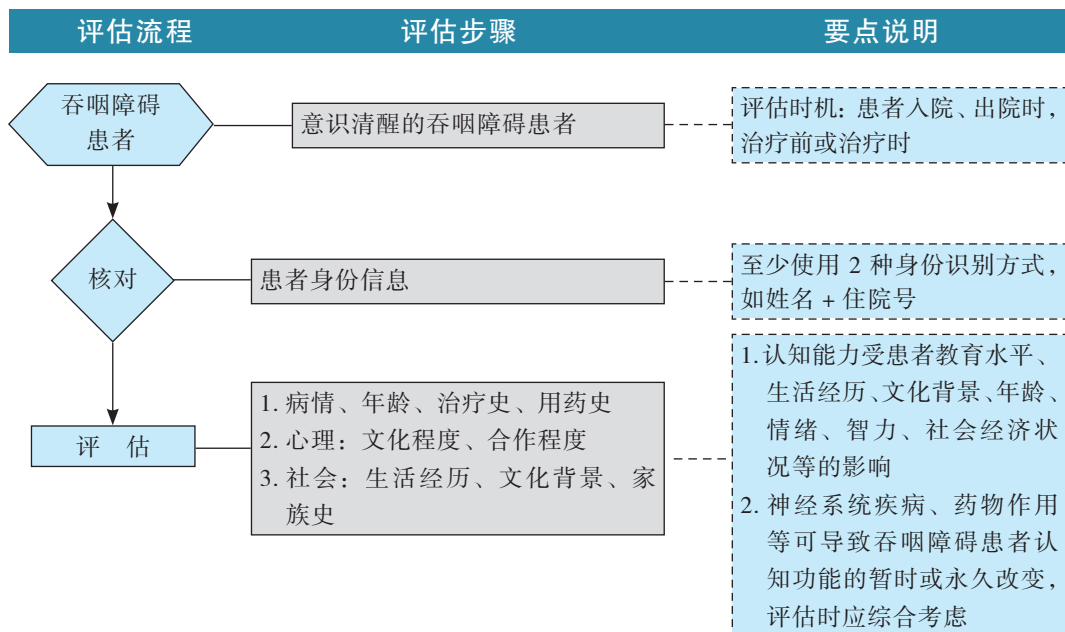 评估流程 评估步骤 要点说明
吞咽障碍
患者
意识清醒的吞咽障碍患者
评估时机：患者入院、出院时，
治疗前或治疗时
核对
患者身份信息
至少使用 2 种身份识别方式，
如姓名 + 住院号
评 估
1. 病情、年龄、治疗史、用药史
2. 心理：文化程度、合作程度
3. 社会：生活经历、文化背景、家
族史
1. 认知能力受患者教育水平、
生活经历、文化背景、年龄、
情绪、智力、社会经济状
况等的影响
2. 神经系统疾病、药物作用
等可导致吞咽障碍患者认
知功能的暂时或永久改变，
评估时应综合考虑